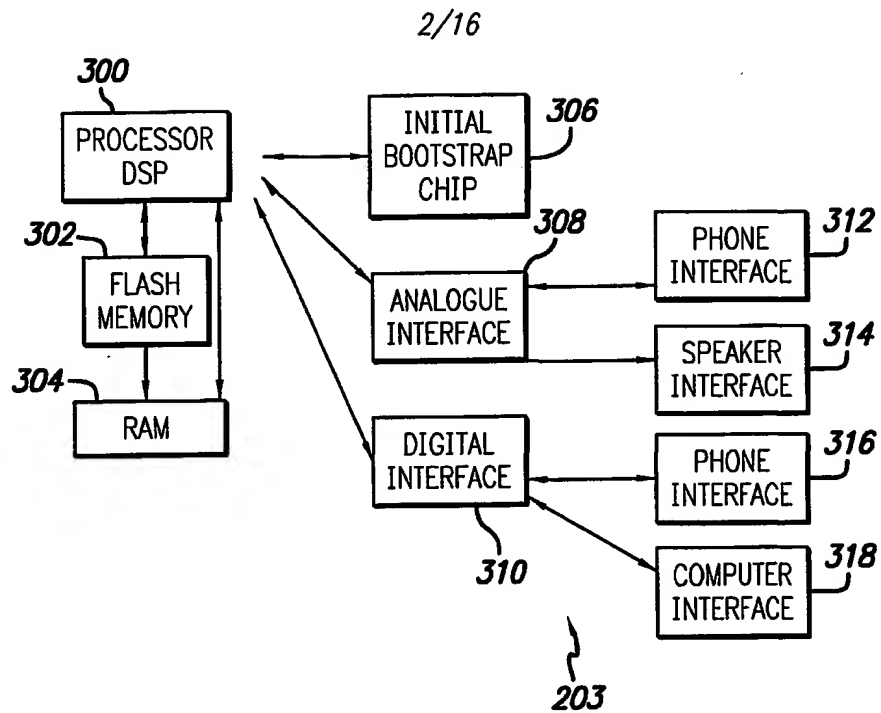 2/16
300
PROCESSOR
DSP
302
FLASH
MEMORY
304
RAM
INITIAL
BOOTSTRAP
CHIP
306
308
ANALOGUE
INTERFACE
DIGITAL
INTERFACE
310
PHONE
INTERFACE
312
SPEAKER
INTERFACE
314
PHONE
INTERFACE
316
COMPUTER
INTERFACE
318
203